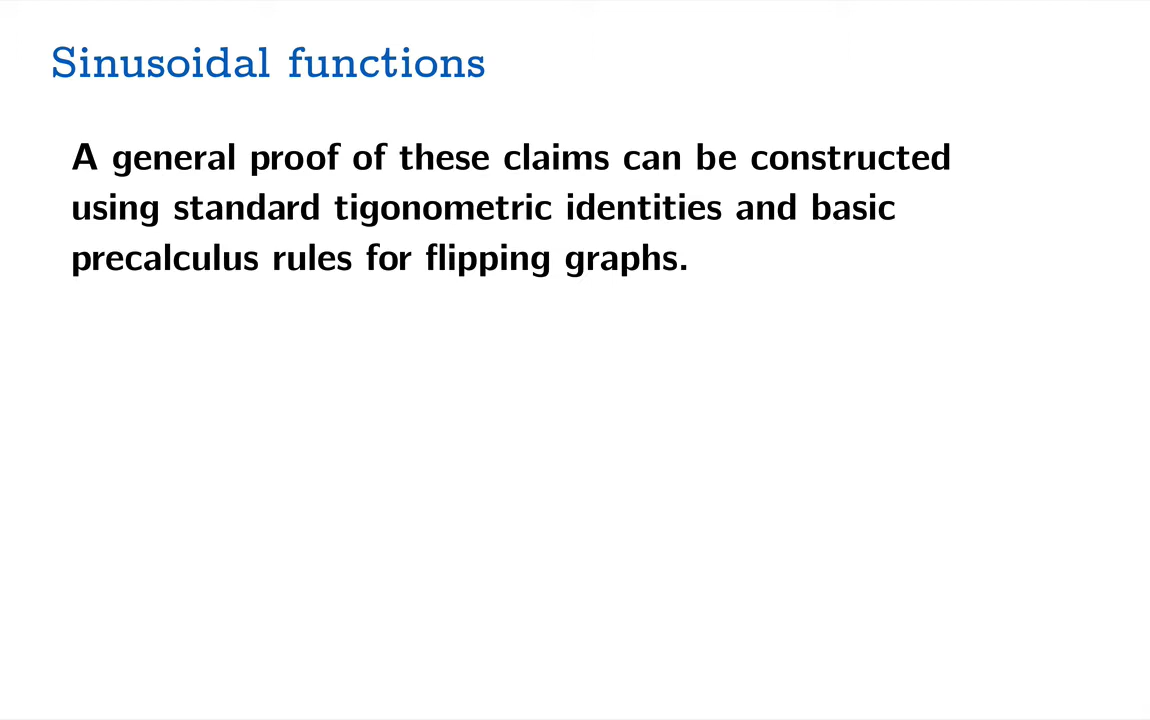 Sinusoidal functions
A general proof of these claims can be constructed
using standard tigonometric identities and basic
precalculus rules for flipping graphs.